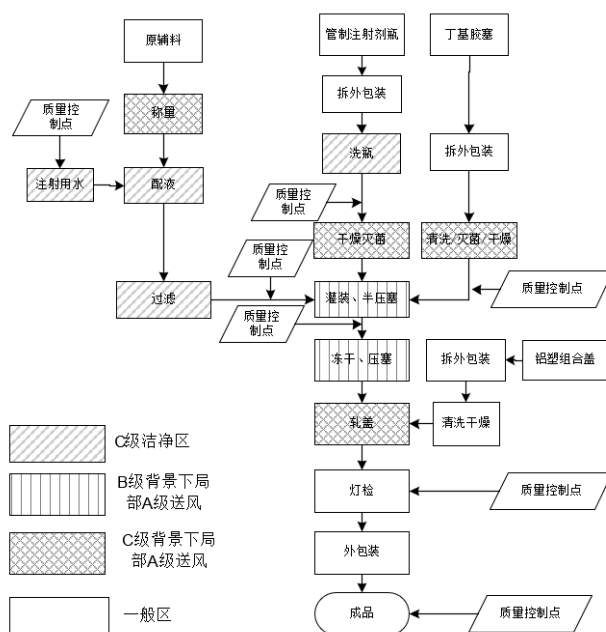 原辅料
管制注射剂瓶
丁基胶塞
质量控
制点
称量
拆外包装
洗瓶
拆外包装
注射用水
配液
质量控
制点
干燥灭菌
清洗/灭菌/干燥
质量控
制点
过滤
灌装、半压塞
质量控制点
质量控
制点
冻干、压塞
拆外包装
铝塑组合盖
轧盖
清洗干燥
C级洁净区
B级背景下局
部A级送风
灯检
质量控制点
C级背景下局
部A级送风
外包装
一般区
成品
质量控制点